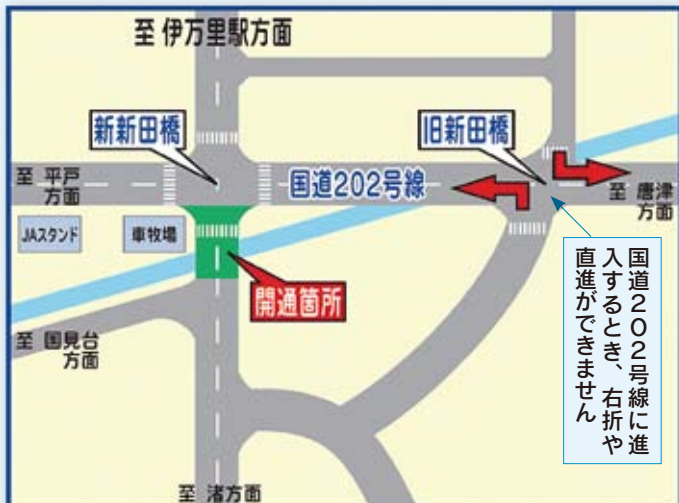 至 伊万里駅方面
新新田橋
旧新田橋
至 平戸
方面
国道202号線
至 唐津
方面
JAスタンド
車牧場
開通箇所
国道202号線に進
入するとき、右折や
直進ができません
至 国見台
方面
至 渚方面